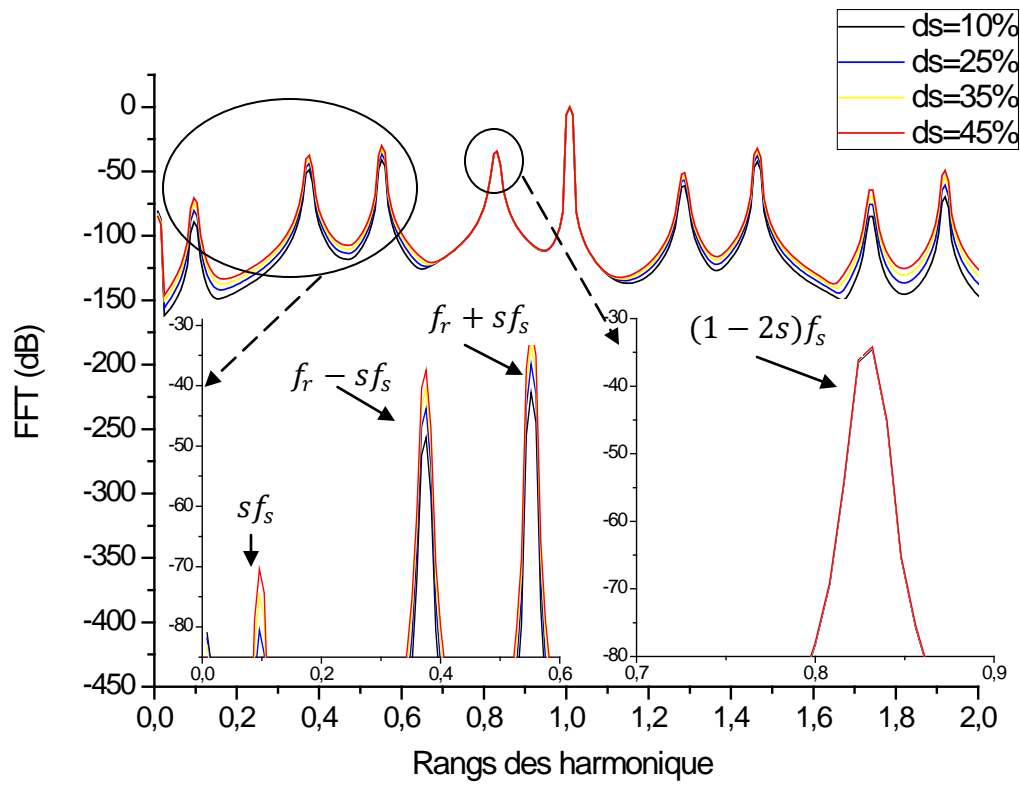 ds=10%
ds=25%
ds=35%
ds=45%
0
-50
-100
-150
-200
-250
-300
-350
-400
-450
FFT (dB)
0,0 0,2 0,4 0,6 0,8 1,0 1,2 1,4 1,6 1,8 2,0
Rangs des harmonique
-30
-40
-50
-60
-70
-80
0,0 0,2 0,4 0,6
sf_s
f_r − sf_s
f_r + sf_s
-30
-40
-50
-60
-70
-80
0,7 0,8 0,9
(1 − 2s)f_s